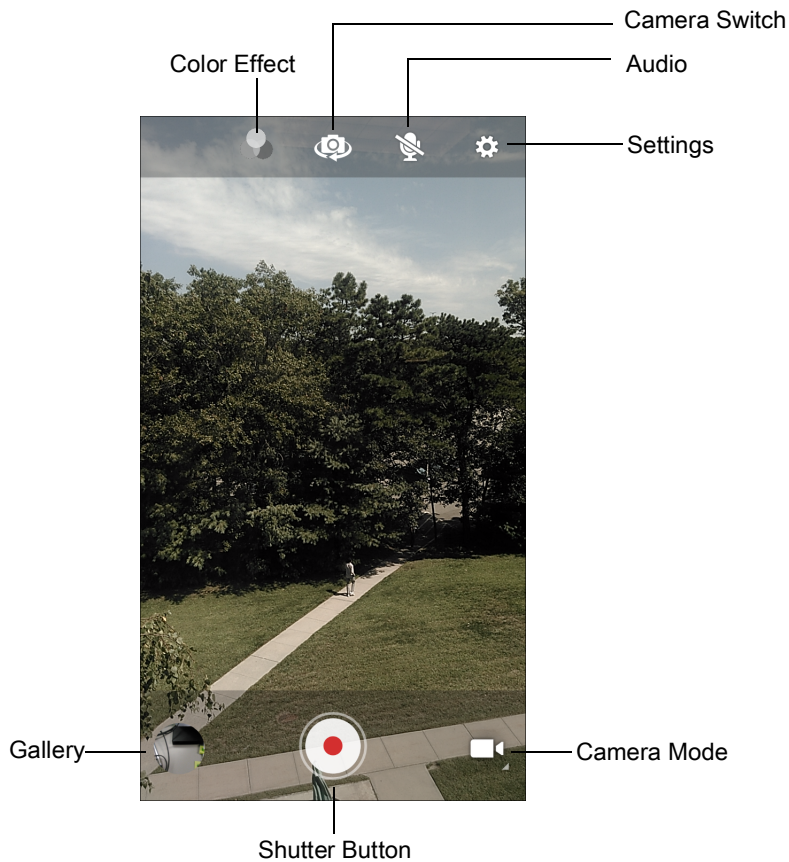 Camera Switch
Color Effect
Audio
Settings
Gallery
Camera Mode
Shutter Button